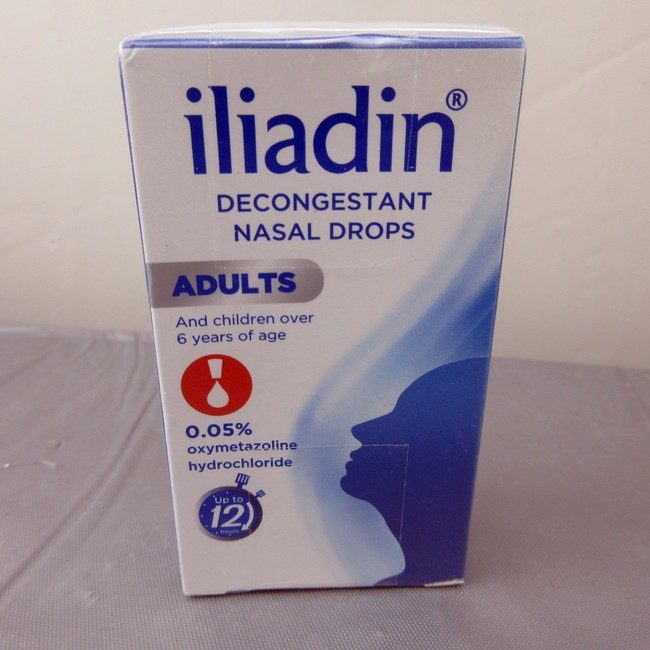 iliadin®
DECONGESTANT
NASAL DROPS
ADULTS
And children over
6 years of age
0.05%
oxymetazoline
hydrochloride
Up to
12
hours